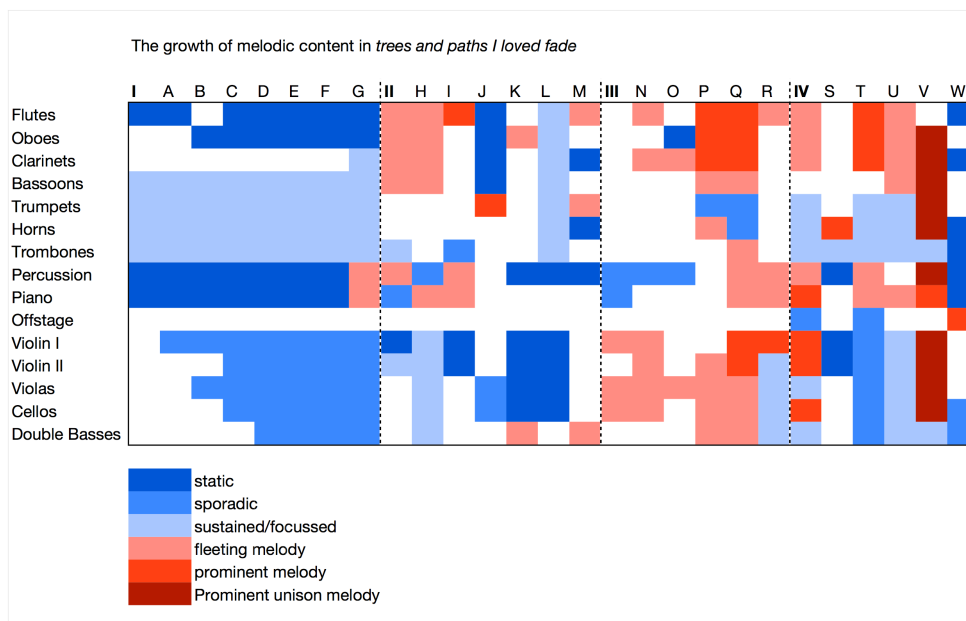 The growth of melodic content in trees and paths I loved fade
I A B C D E F G II H I J K L M III N O P Q R IV S T U V W
Flutes
Oboes
Clarinets
Bassoons
Trumpets
Horns
Trombones
Percussion
Piano
Offstage
Violin I
Violin II
Violas
Cellos
Double Basses
static
sporadic
sustained/focussed
fleeting melody
prominent melody
Prominent unison melody